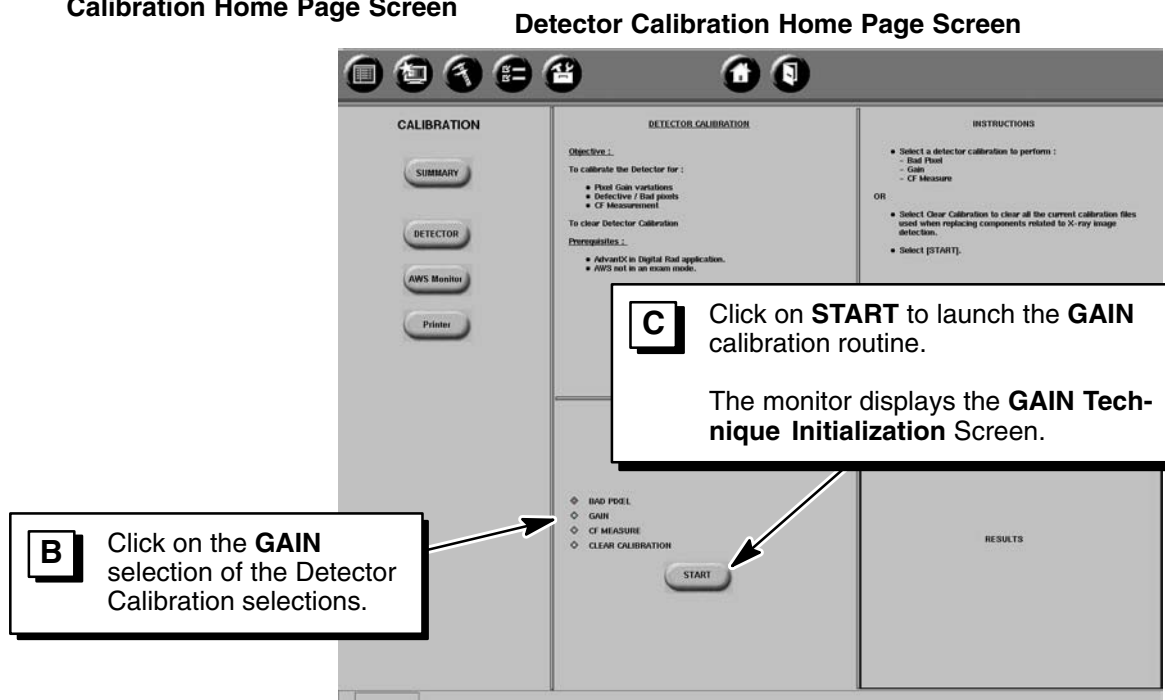 Calibration Home Page Screen
Detector Calibration Home Page Screen
CALIBRATION
SUMMARY
DETECTOR
AWS Monitor
Printer
DETECTOR CALIBRATION
Objective :
To calibrate the Detector for :
• Pixel Gain variations
• Defective / Bad pixels
• CF Measurement
To clear Detector Calibration
Prerequisites :
• AdvantX in Digital Rad application.
• AWS not in an exam mode.
INSTRUCTIONS
• Select a detector calibration to perform :
– Bad Pixel
– Gain
– CF Measure
OR
• Select Clear Calibration to clear all the current calibration files
used when replacing components related to X-ray image
detection.
• Select [START].
C
Click on START to launch the GAIN
calibration routine.
The monitor displays the GAIN Tech-
nique Initialization Screen.
B
Click on the GAIN
selection of the Detector
Calibration selections.
BAD PIXEL
GAIN
CF MEASURE
CLEAR CALIBRATION
START
RESULTS